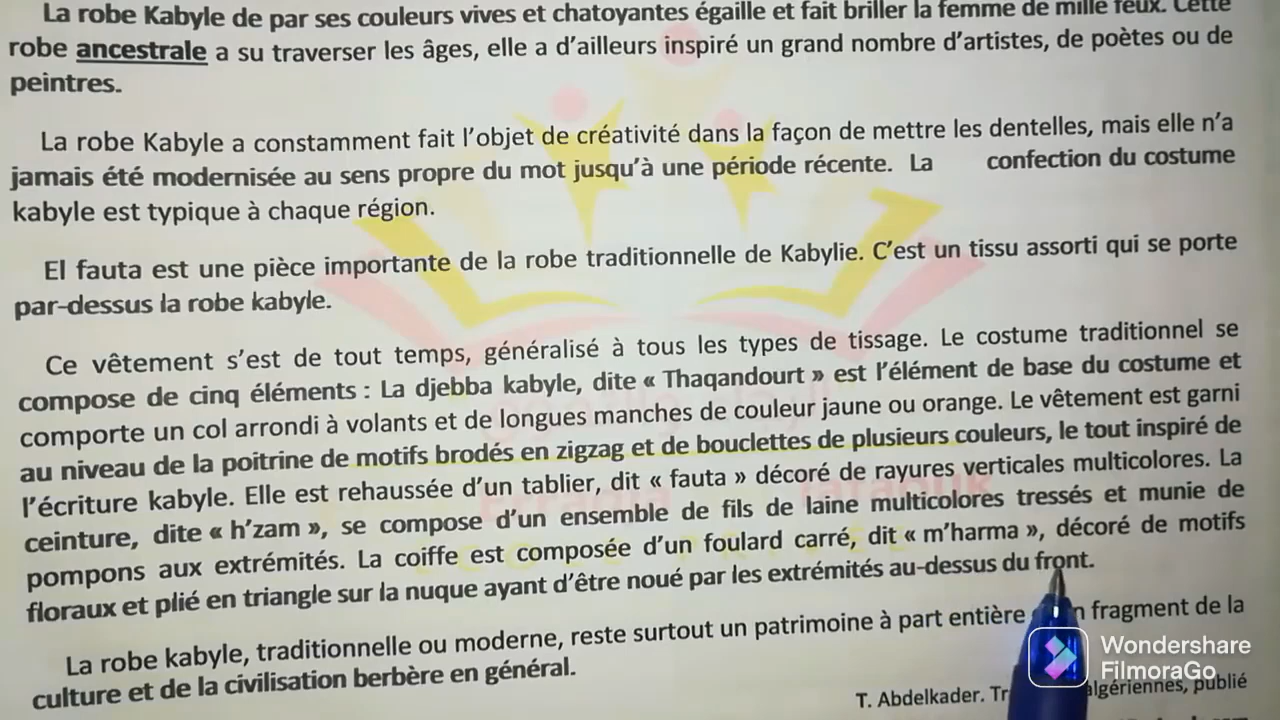 La robe Kabyle de par ses couleurs vives et chatoyantes égaille et fait briller la femme de mille feux. Cette
robe ancestrale a su traverser les âges, elle a d’ailleurs inspiré un grand nombre d’artistes, de poètes ou de
peintres.
La robe Kabyle a constamment fait l’objet de créativité dans la façon de mettre les dentelles, mais elle n’a
jamais été modernisée au sens propre du mot jusqu’à une période récente. La confection du costume
kabyle est typique à chaque région.
El fauta est une pièce importante de la robe traditionnelle de Kabylie. C’est un tissu assorti qui se porte
par-dessus la robe kabyle.
Ce vêtement s’est de tout temps, généralisé à tous les types de tissage. Le costume traditionnel se
compose de cinq éléments : La djebba kabyle, dite « Thaqandourt » est l’élément de base du costume et
comporte un col arrondi à volants et de longues manches de couleur jaune ou orange. Le vêtement est garni
au niveau de la poitrine de motifs brodés en zigzag et de bouclettes de plusieurs couleurs, le tout inspiré de
l’écriture kabyle. Elle est rehaussée d’un tablier, dit « fauta » décoré de rayures verticales multicolores. La
ceinture, dite « h’zam », se compose d’un ensemble de fils de laine multicolores tressés et munie de
pompons aux extrémités. La coiffe est composée d’un foulard carré, dit « m’harma », décoré de motifs
floraux et plié en triangle sur la nuque ayant d’être noué par les extrémités au-dessus du front.
La robe kabyle, traditionnelle ou moderne, reste surtout un patrimoine à part entière fragment de la
culture et de la civilisation berbère en général.
T. Abdelkader. algériennes, publié
Wondershare
FilmoraGo